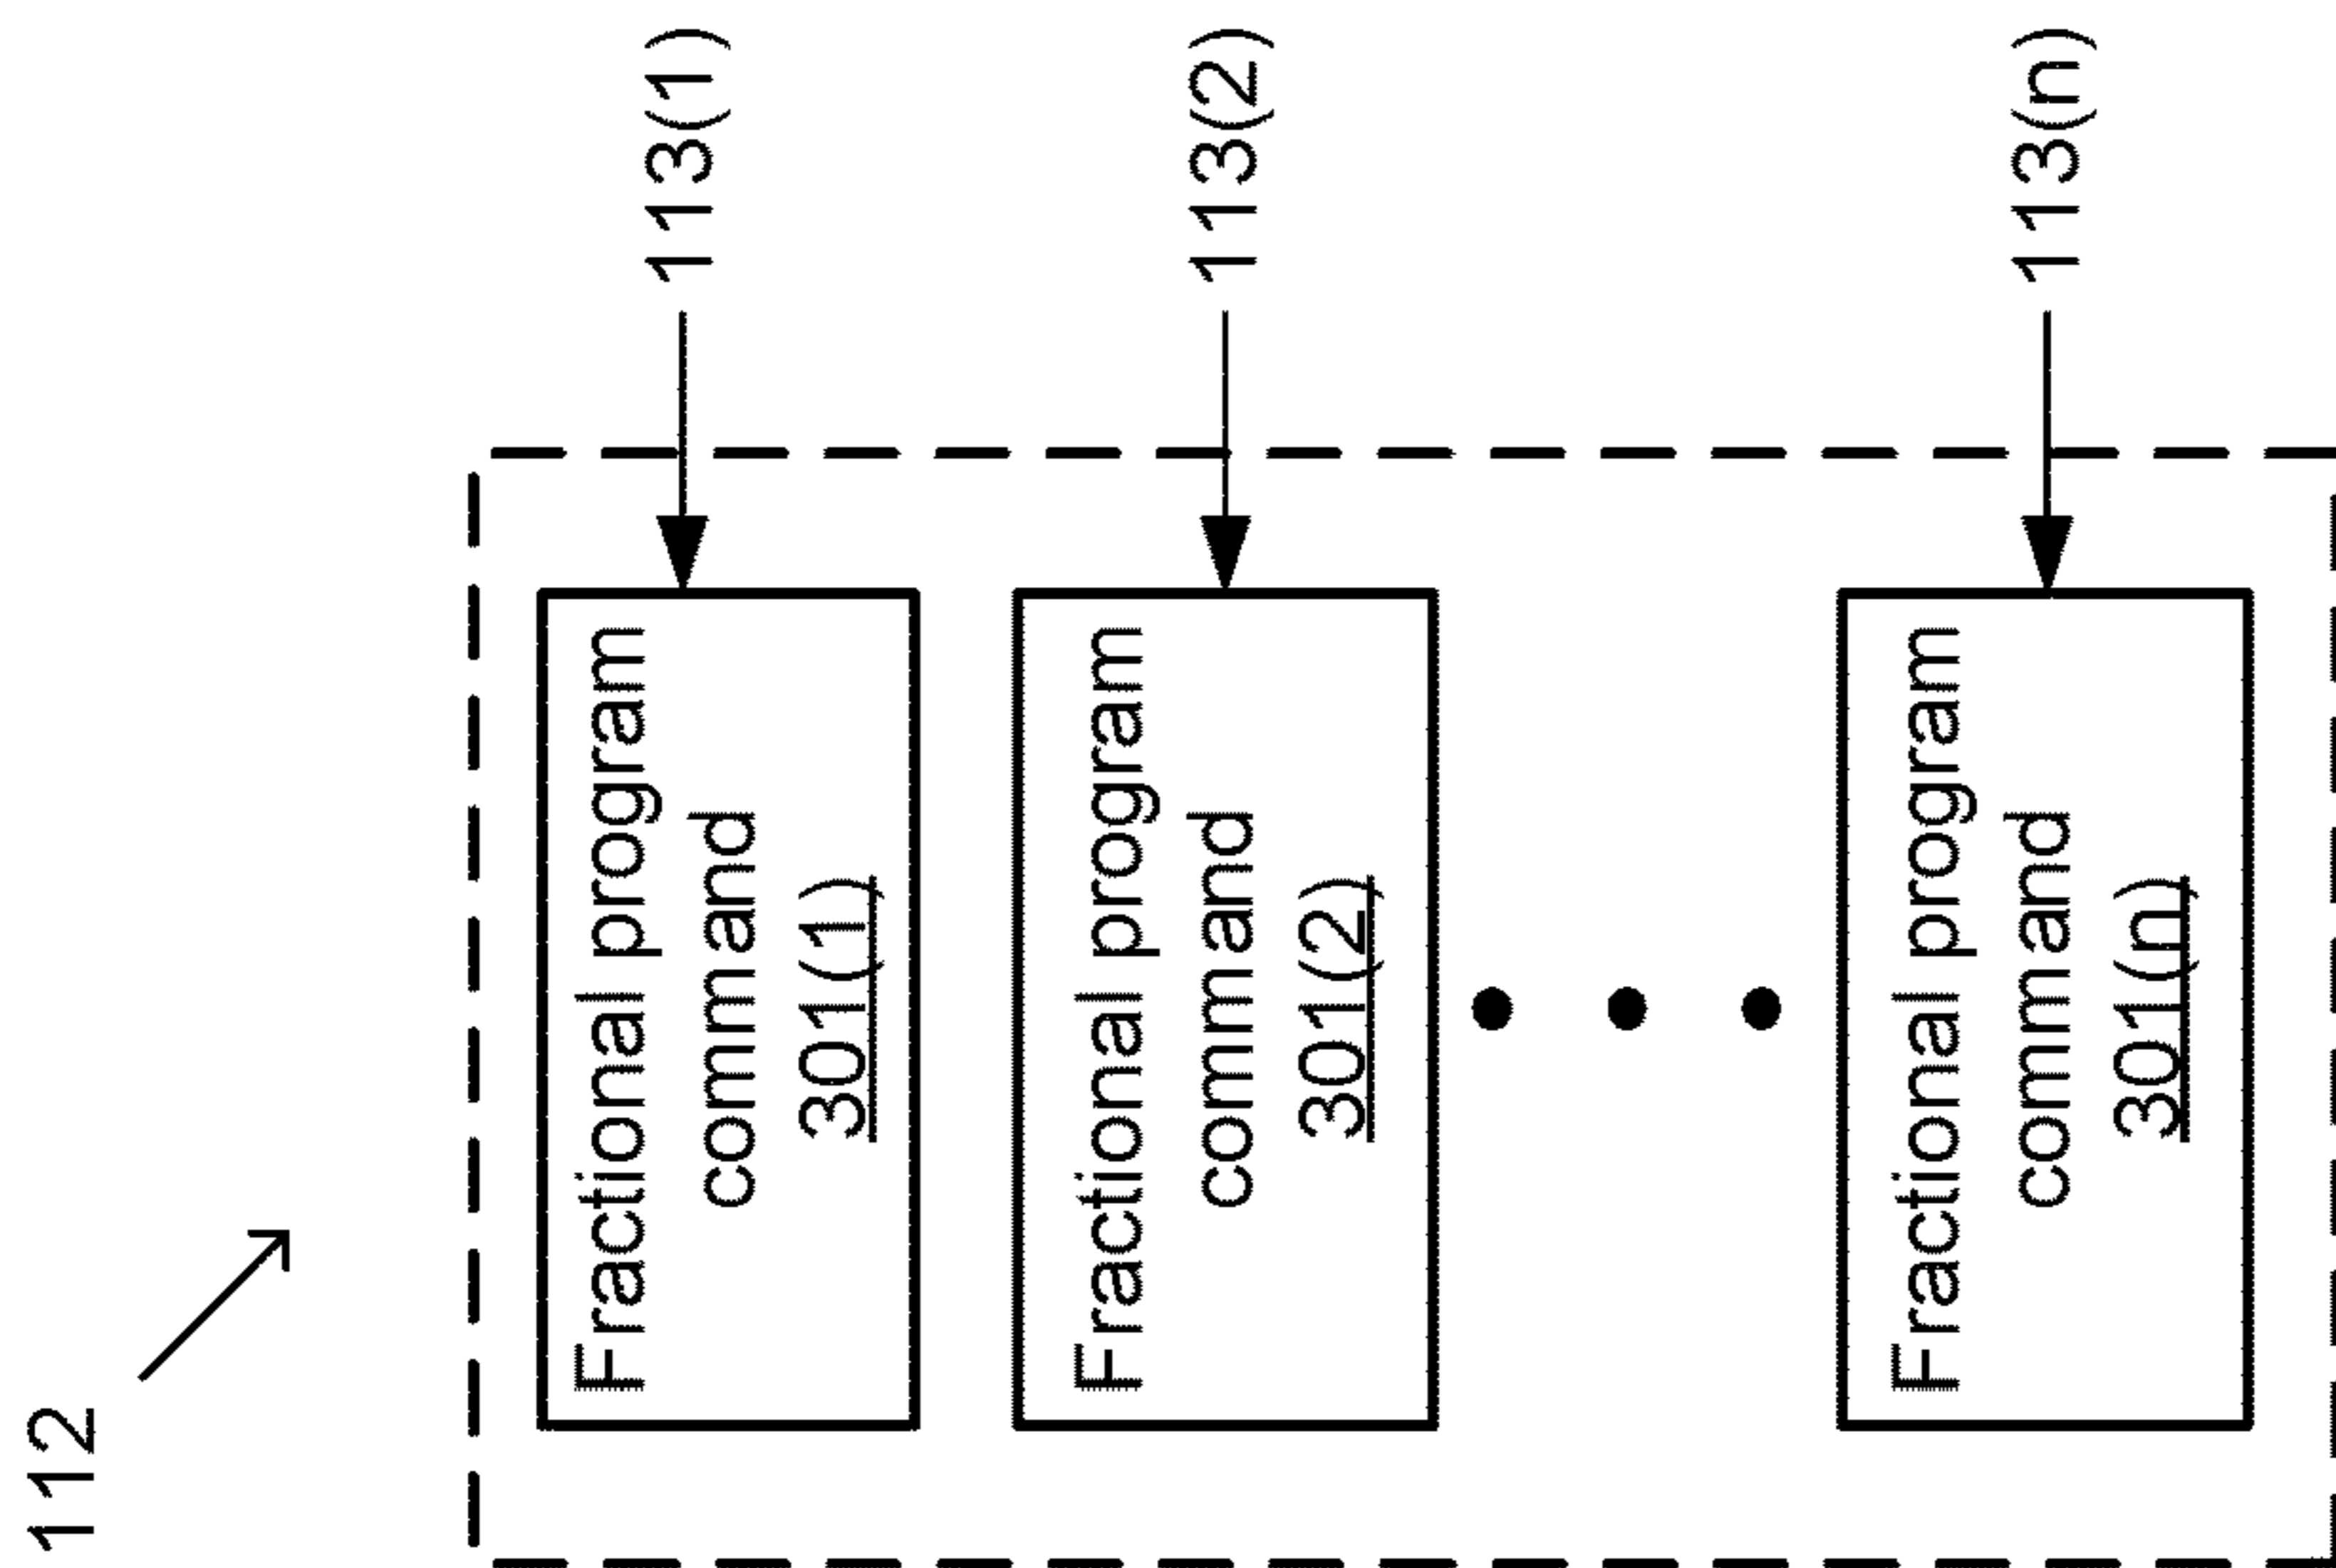 112
Fractional program
command
301(1)
113(1)
Fractional program
command
301(2)
113(2)
Fractional program
command
301(n)
113(n)